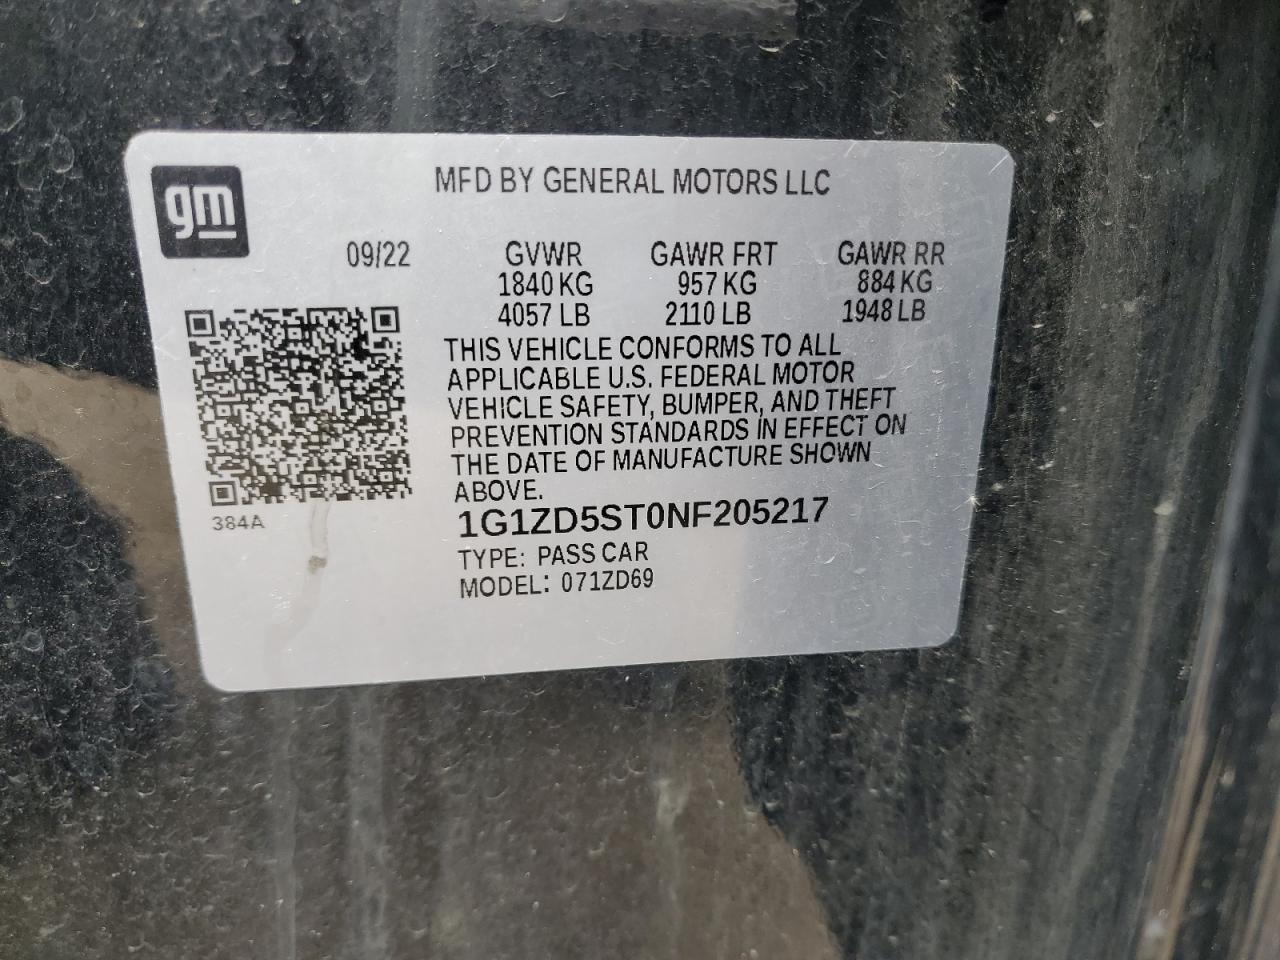 gm
MFD BY GENERAL MOTORS LLC
09/22 GVWR GAWR FRT GAWR RR
1840 KG 957 KG 884 KG
4057 LB 2110 LB 1948 LB
THIS VEHICLE CONFORMS TO ALL
APPLICABLE U.S. FEDERAL MOTOR
VEHICLE SAFETY, BUMPER, AND THEFT
PREVENTION STANDARDS IN EFFECT ON
THE DATE OF MANUFACTURE SHOWN
ABOVE.
384A
1G1ZD5ST0NF205217
TYPE: PASS CAR
MODEL: 071ZD69